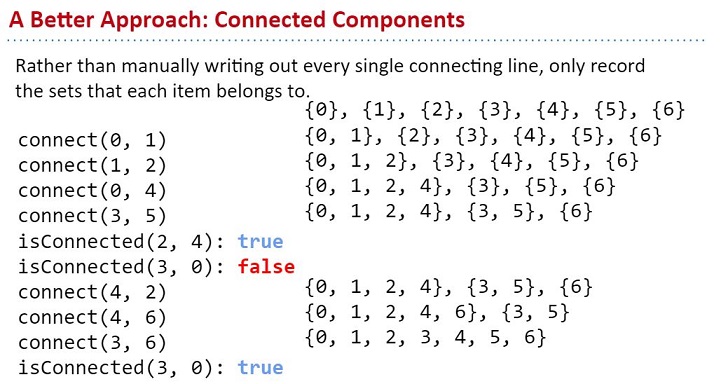 A Better Approach: Connected Components
Rather than manually writing out every single connecting line, only record
the sets that each item belongs to.
{0}, {1}, {2}, {3}, {4}, {5}, {6}
connect(0, 1) {0, 1}, {2}, {3}, {4}, {5}, {6}
connect(1, 2) {0, 1, 2}, {3}, {4}, {5}, {6}
connect(0, 4) {0, 1, 2, 4}, {3}, {5}, {6}
connect(3, 5) {0, 1, 2, 4}, {3, 5}, {6}
isConnected(2, 4): true
isConnected(3, 0): false
connect(4, 2) {0, 1, 2, 4}, {3, 5}, {6}
connect(4, 6) {0, 1, 2, 4, 6}, {3, 5}
connect(3, 6) {0, 1, 2, 3, 4, 5, 6}
isConnected(3, 0): true